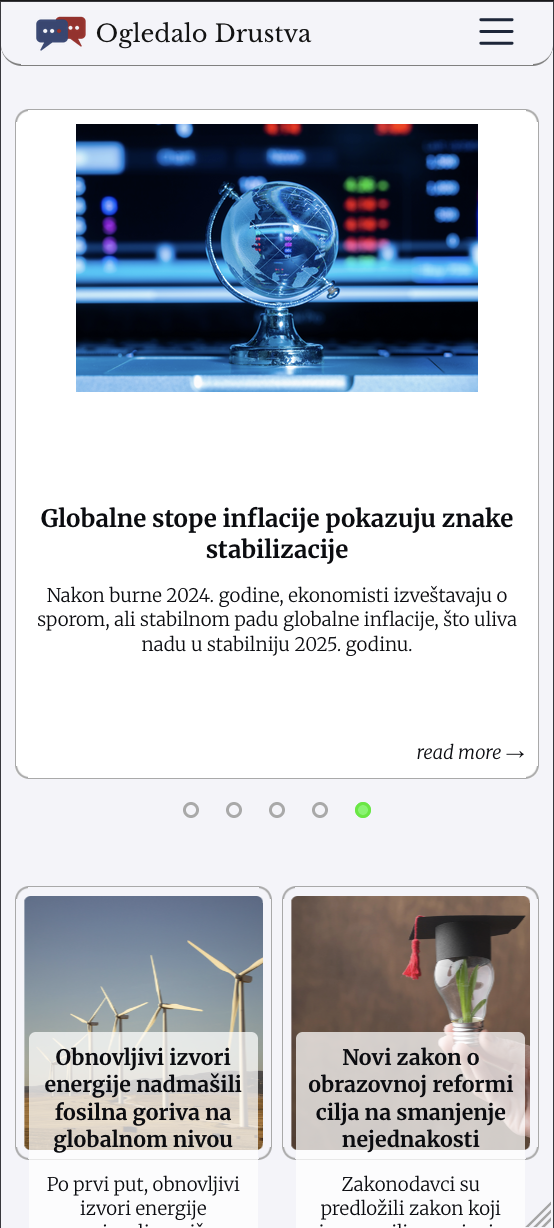 Ogledalo Drustva
Globalne stope inflacije pokazuju znake
stabilizacije
Nakon burne 2024. godine, ekonomisti izveštavaju o
sporom, ali stabilnom padu globalne inflacije, što uliva
nadu u stabilniju 2025. godinu.
read more →
Obnovljivi izvori
energije nadmašili
fosilna goriva na
globalnom nivou
Po prvi put, obnovljivi
izvori energije
Novi zakon o
obrazovnoj reformi
cilja na smanjenje
nejednakosti
Zakonodavci su
predložili zakon koji